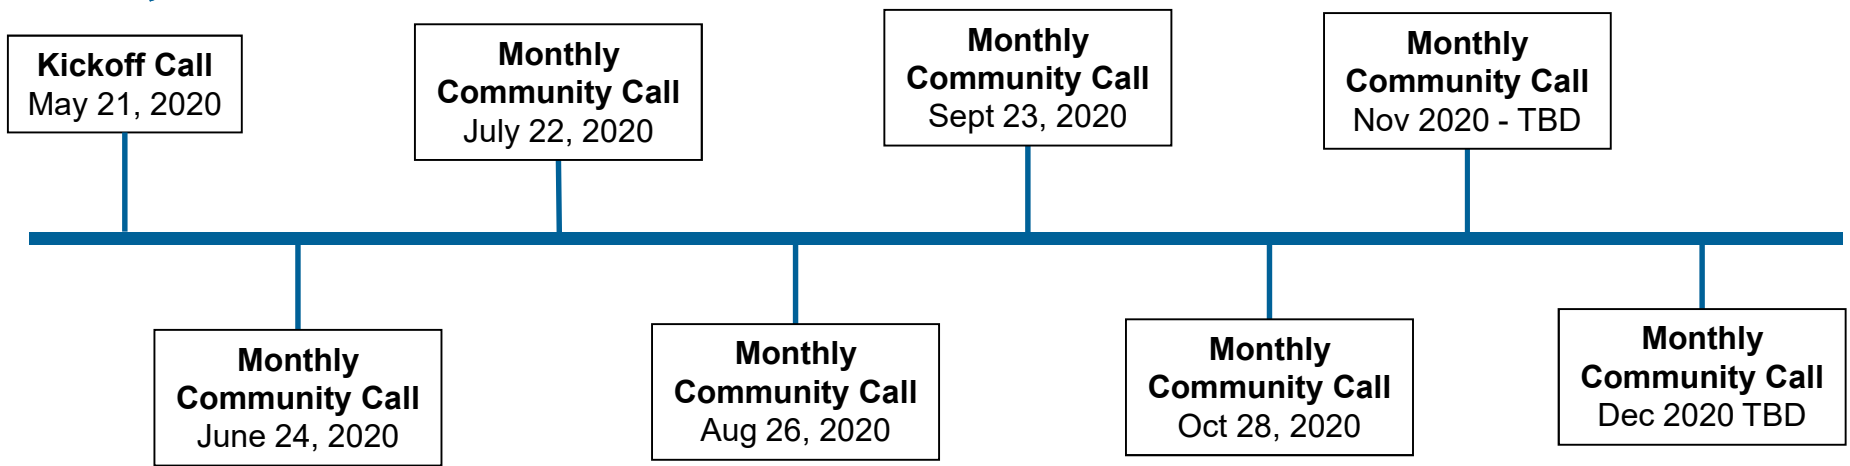 Kickoff Call
May 21, 2020
Monthly
Community Call
July 22, 2020
Monthly
Community Call
Sept 23, 2020
Monthly
Community Call
Nov 2020 - TBD
Monthly
Community Call
June 24, 2020
Monthly
Community Call
Aug 26, 2020
Monthly
Community Call
Oct 28, 2020
Monthly
Community Call
Dec 2020 TBD